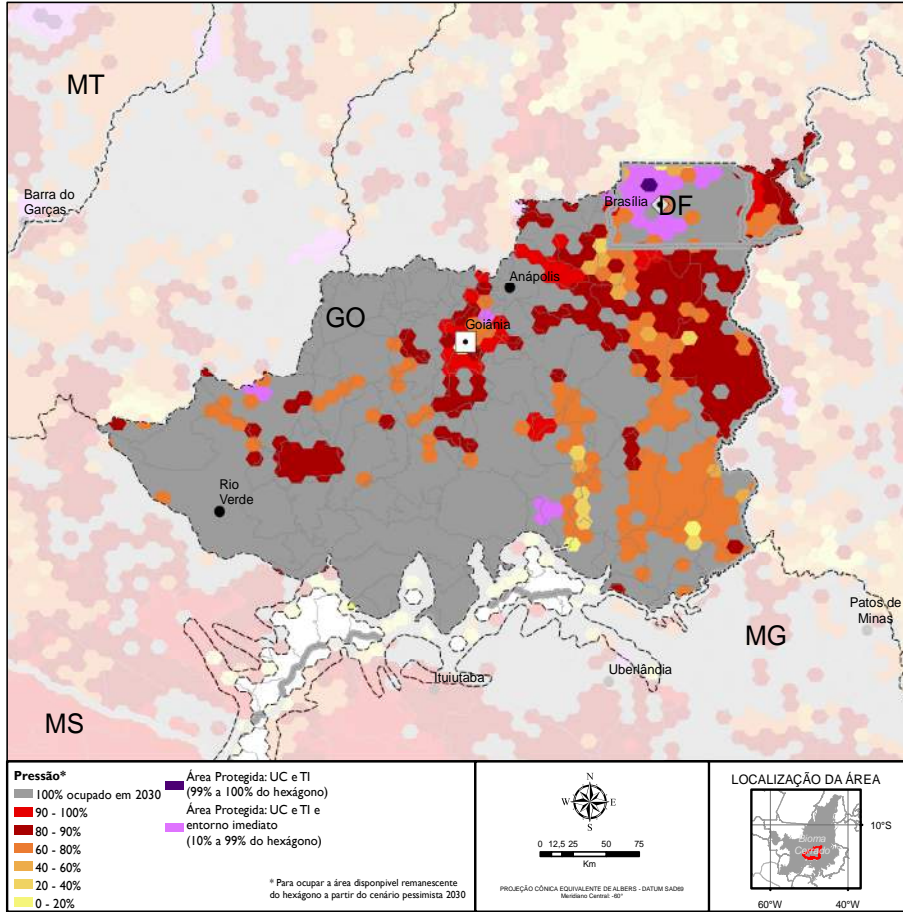 MT
Barra do
Garças
Brasília
DF
Anápolis
GO
Goiânia
Rio
Verde
Patos de
Minas
MG
Uberlândia
Ituiutaba
MS
Pressão*
100% ocupado em 2030
90 - 100%
80 - 90%
60 - 80%
40 - 60%
20 - 40%
0 - 20%
Área Protegida: UC e TI
(99% a 100% do hexágono)
Área Protegida: UC e TI e
entorno imediato
(10% a 99% do hexágono)
* Para ocupar a área disponpivel remanescente
do hexágono a partir do cenário pessimista 2030
N
W E
S
0 12,5 25 50 75
Km
PROJEÇÃO CÔNICA EQUIVALENTE DE ALBERS - DATUM SAD69
Meridiano Central: -60°
LOCALIZAÇÃO DA ÁREA
Bioma
Cerrado
10°S
60°W 40°W